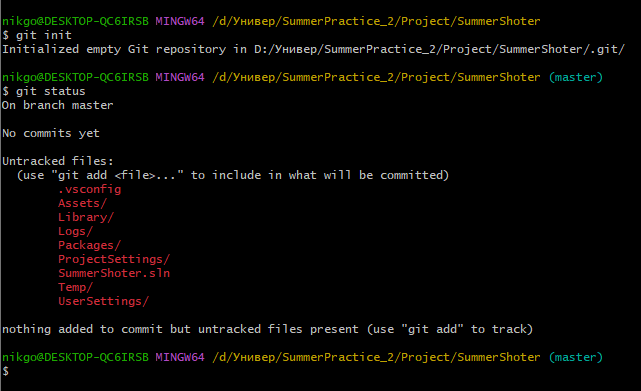 nikgo@DESKTOP-QC6IRSB MINGW64 /d/Универ/SummerPractice_2/Project/SummerShoter
$ git init
Initialized empty Git repository in D:/Универ/SummerPractice_2/Project/SummerShoter/.git/
nikgo@DESKTOP-QC6IRSB MINGW64 /d/Универ/SummerPractice_2/Project/SummerShoter (master)
$ git status
On branch master
No commits yet
Untracked files:
(use "git add <file>..." to include in what will be committed)
.vsconfig
Assets/
Library/
Logs/
Packages/
ProjectSettings/
SummerShoter.sln
Temp/
UserSettings/
nothing added to commit but untracked files present (use "git add" to track)
nikgo@DESKTOP-QC6IRSB MINGW64 /d/Универ/SummerPractice_2/Project/SummerShoter (master)
$